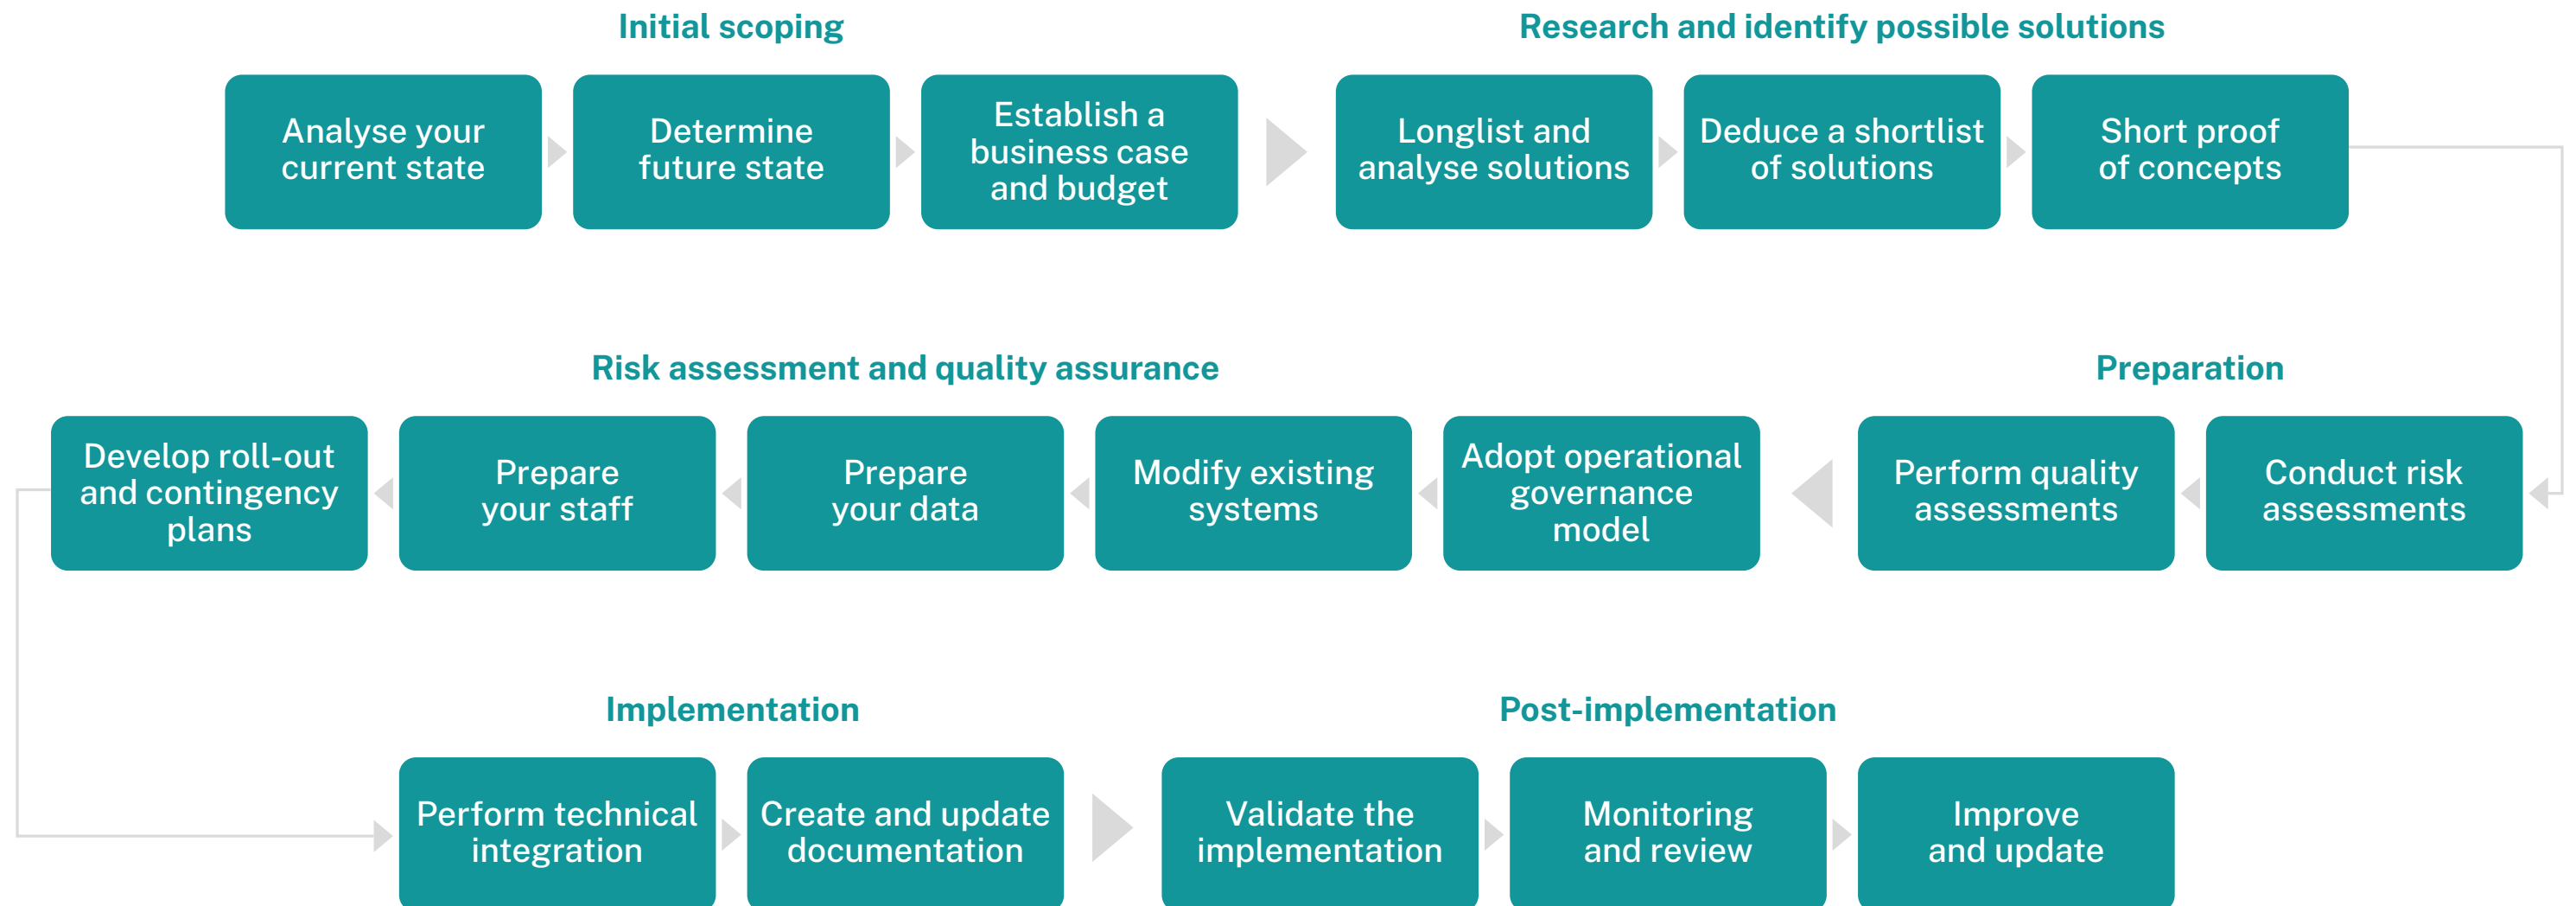 Initial scoping
Analyse your
current state
Determine
future state
Establish a
business case
and budget
Research and identify possible solutions
Longlist and
analyse solutions
Deduce a shortlist
of solutions
Short proof
of concepts
Preparation
Conduct risk
assessments
Perform quality
assessments
Risk assessment and quality assurance
Adopt operational
governance
model
Modify existing
systems
Prepare
your data
Prepare
your staff
Develop roll-out
and contingency
plans
Implementation
Perform technical
integration
Create and update
documentation
Post-implementation
Validate the
implementation
Monitoring
and review
Improve
and update